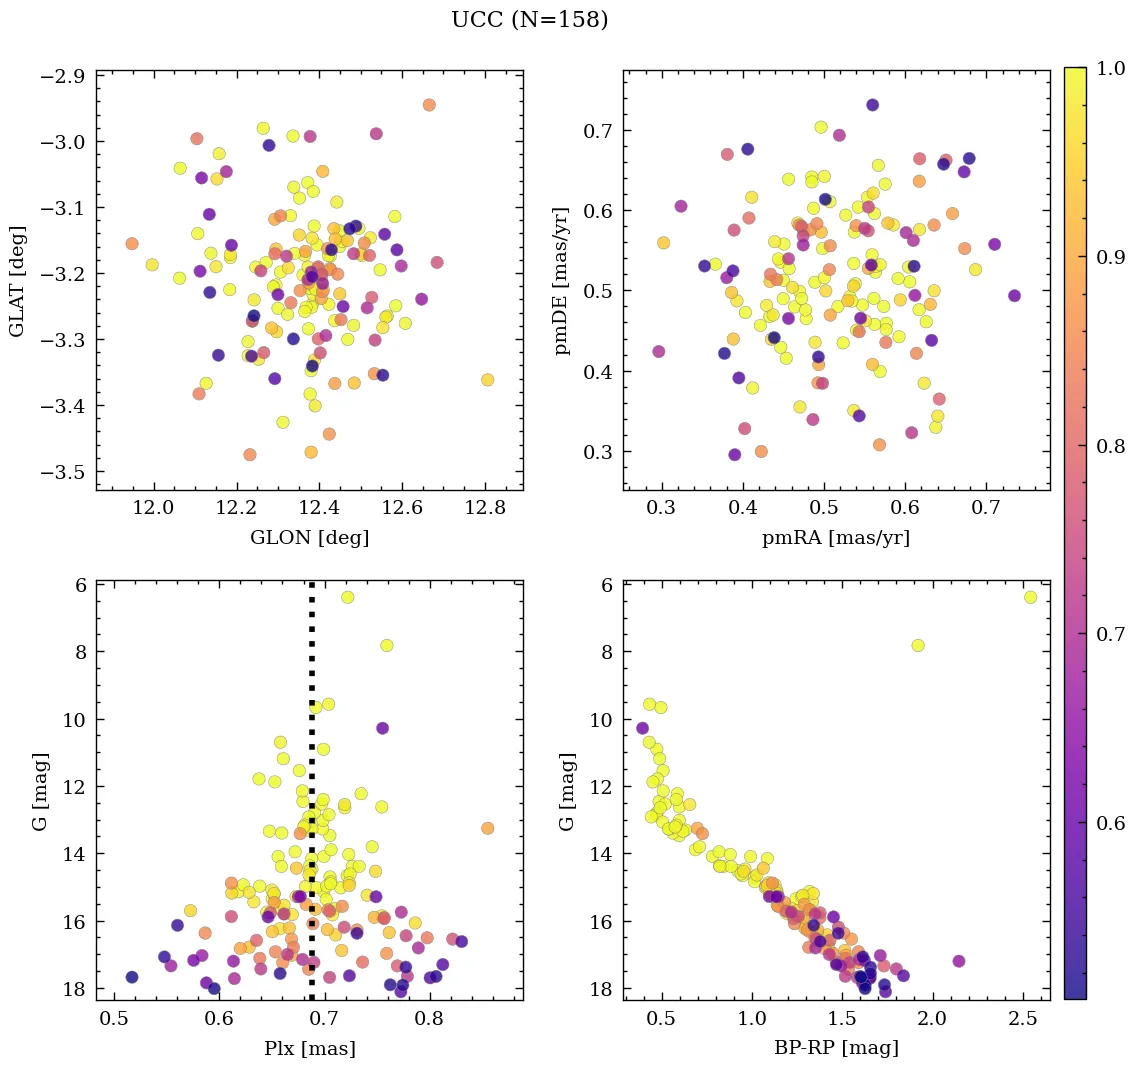 UCC (N=158)
−2.9
−3.0
−3.1
−3.2
−3.3
−3.4
−3.5
GLAT [deg]
12.0 12.2 12.4 12.6 12.8
GLON [deg]
0.7
0.6
0.5
0.4
0.3
pmDE [mas/yr]
0.3 0.4 0.5 0.6 0.7
pmRA [mas/yr]
1.0
0.9
0.8
0.7
0.6
6
8
10
12
14
16
18
G [mag]
0.5 0.6 0.7 0.8
Plx [mas]
6
8
10
12
14
16
18
G [mag]
0.5 1.0 1.5 2.0 2.5
BP-RP [mag]